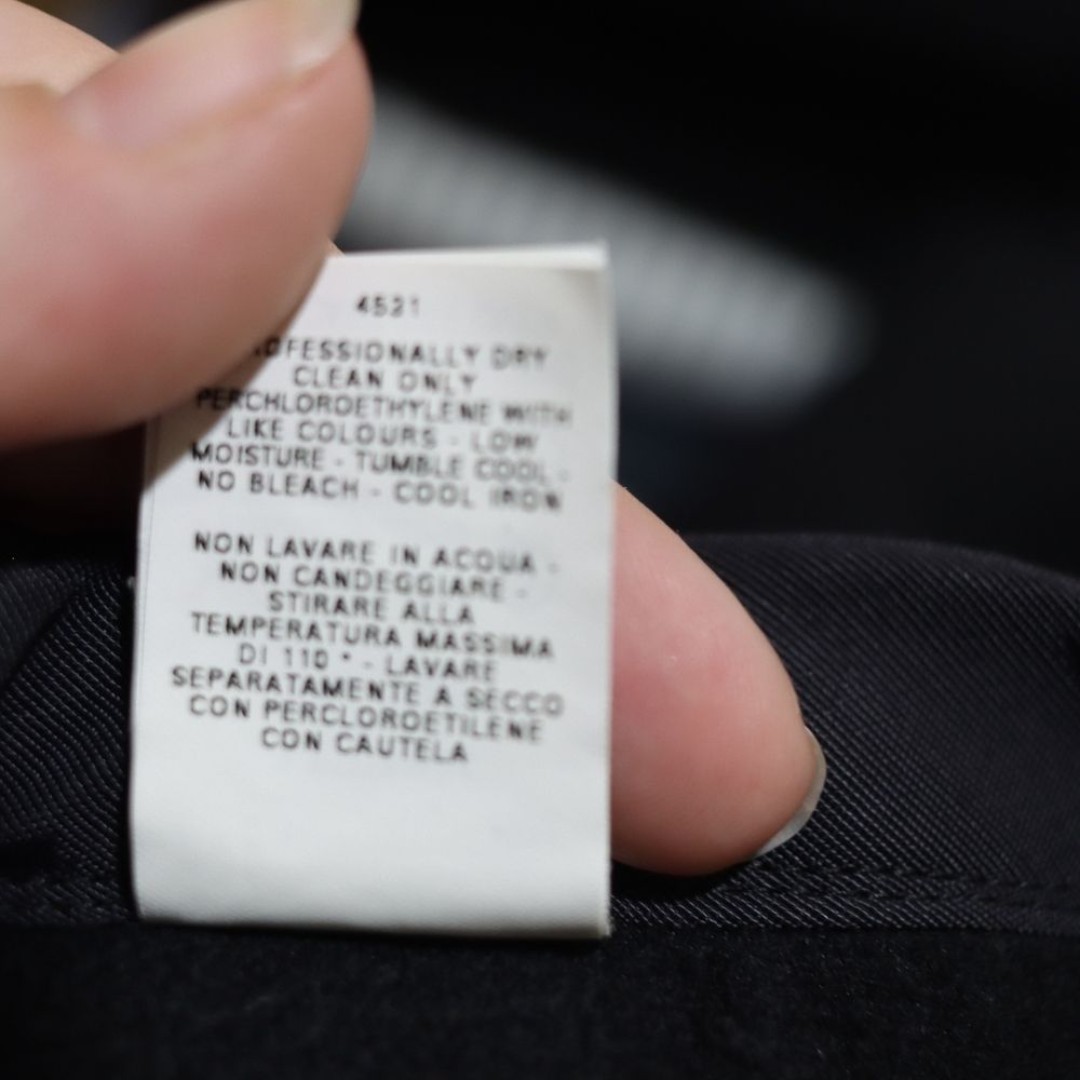 4521
PROFESSIONALLY DRY
CLEAN ONLY
PERCHLOROETHYLENE WITH
LIKE COLOURS - LOW
MOISTURE - TUMBLE COOL -
NO BLEACH - COOL IRON
NON LAVARE IN ACQUA -
NON CANDEGGIARE -
STIRARE ALLA
TEMPERATURA MASSIMA
DI 110 ° - LAVARE
SEPARATAMENTE A SECCO
CON PERCLOROETILENE
CON CAUTELA